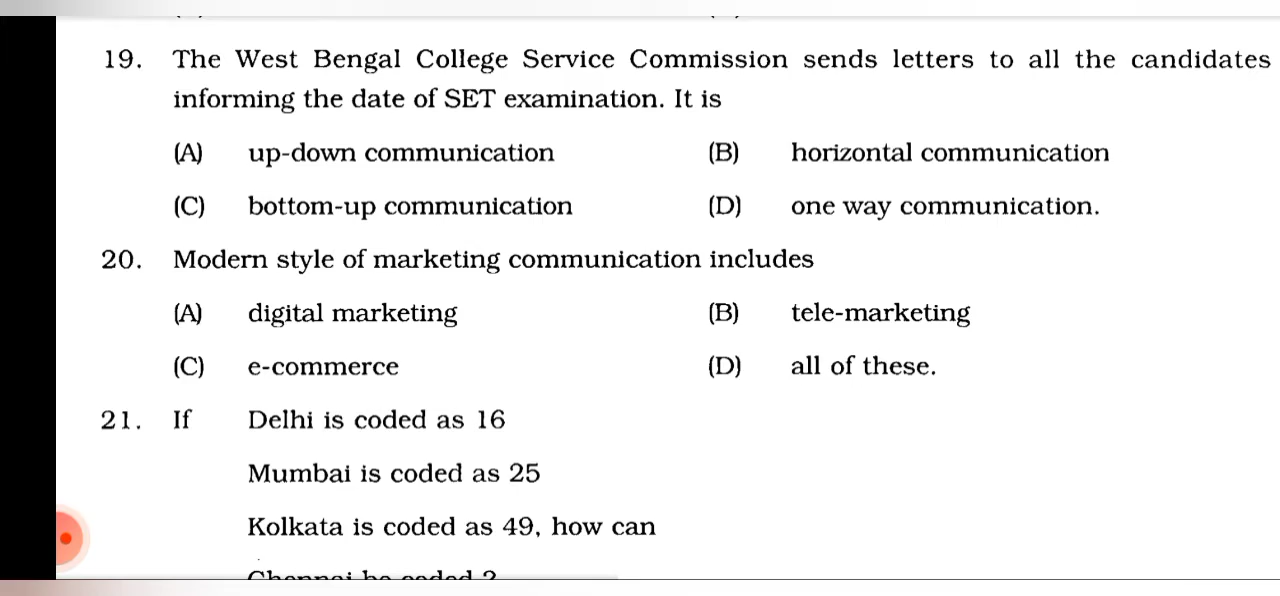 19. The West Bengal College Service Commission sends letters to all the candidates
informing the date of SET examination. It is
(A) up-down communication (B) horizontal communication
(C) bottom-up communication (D) one way communication.
20. Modern style of marketing communication includes
(A) digital marketing (B) tele-marketing
(C) e-commerce (D) all of these.
21. If Delhi is coded as 16
Mumbai is coded as 25
Kolkata is coded as 49, how can
Chennai be coded ?